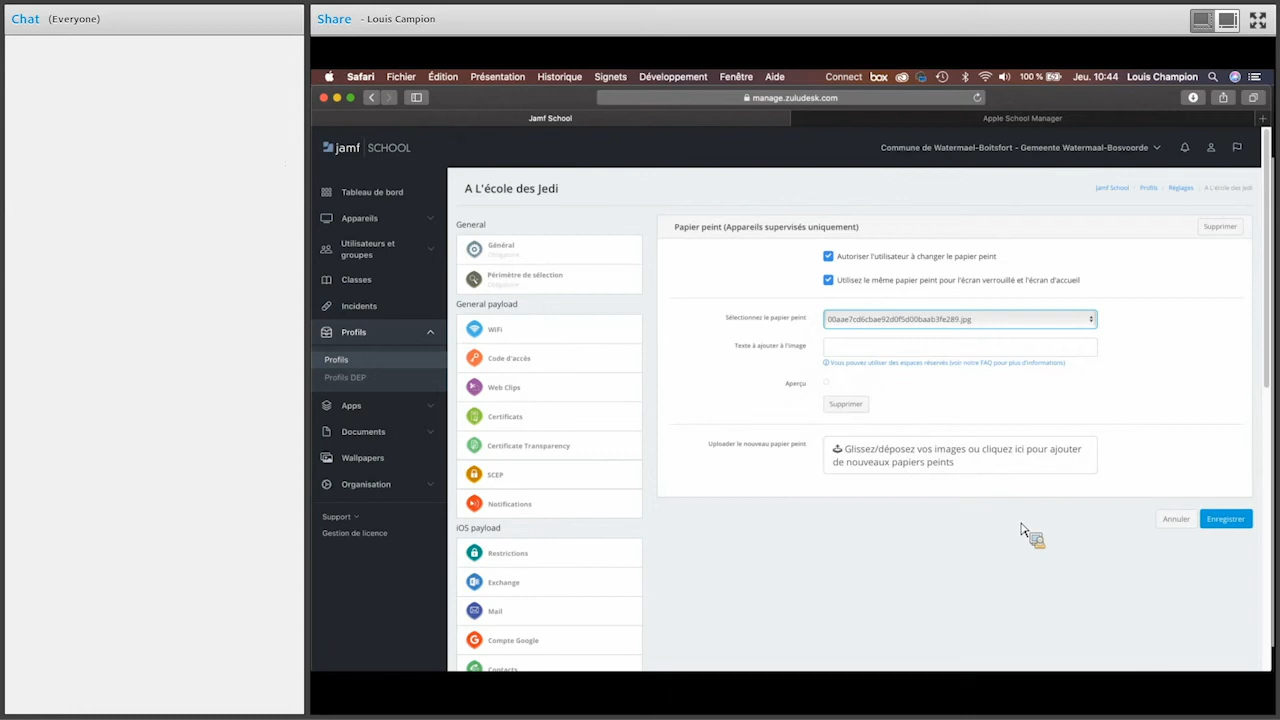 Chat (Everyone)
Share - Louis Campion
Safari Fichier Édition Présentation Historique Signets Développement Fenêtre Aide Connect box 100 % Jeu. 10:44 Louis Champion
manage.zuludesk.com
Jamf School Apple School Manager
jamf SCHOOL
Commune de Watermael-Boitsfort - Gemeente Watermaal-Bosvoorde
Tableau de bord
Appareils
Utilisateurs et
groupes
Classes
Incidents
Profils
Profils
Profils DEP
Apps
Documents
Wallpapers
Organisation
Support
Gestion de licence
A L'école des Jedi
Jamf School Profils Réglages A L'école des Jedi
General
Général
Obligatoire
Périmètre de sélection
Obligatoire
General payload
WiFi
Code d'accès
Web Clips
Certificats
Certificate Transparency
SCEP
Notifications
iOS payload
Restrictions
Exchange
Mail
Compte Google
Contacts
Papier peint (Appareils supervisés uniquement)
Supprimer
Autoriser l'utilisateur à changer le papier peint
Utilisez le même papier peint pour l'écran verrouillé et l'écran d'accueil
Sélectionnez le papier peint 00aae7cd6cbae92d0f5d00baab3fe289.jpg
Texte à ajouter à l'image
Vous pouvez utiliser des espaces réservés (voir notre FAQ pour plus d'informations)
Aperçu
Supprimer
Uploader le nouveau papier peint
Glissez/déposez vos images ou cliquez ici pour ajouter
de nouveaux papiers peints
Annuler Enregistrer